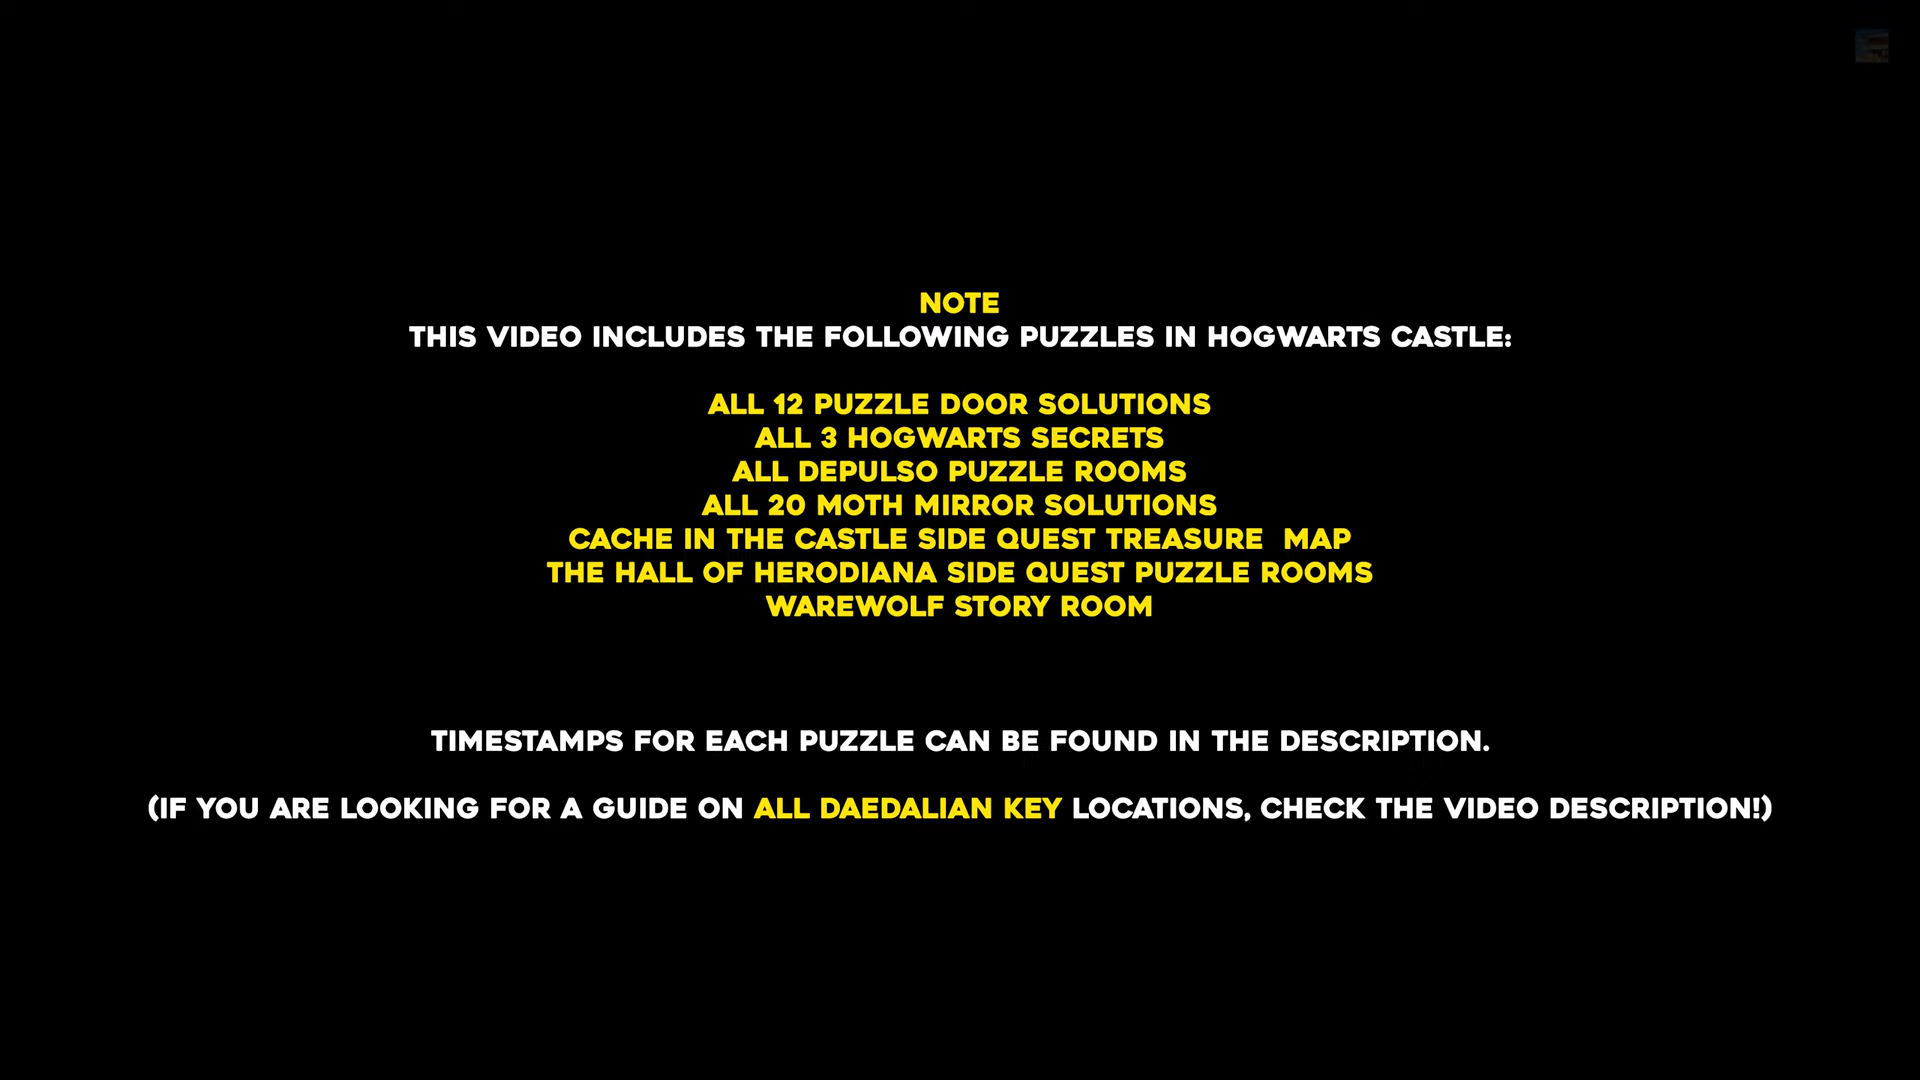 NOTE
THIS VIDEO INCLUDES THE FOLLOWING PUZZLES IN HOGWARTS CASTLE:
ALL 12 PUZZLE DOOR SOLUTIONS
ALL 3 HOGWARTS SECRETS
ALL DEPULSO PUZZLE ROOMS
ALL 20 MOTH MIRROR SOLUTIONS
CACHE IN THE CASTLE SIDE QUEST TREASURE  MAP
THE HALL OF HERODIANA SIDE QUEST PUZZLE ROOMS
WAREWOLF STORY ROOM
TIMESTAMPS FOR EACH PUZZLE CAN BE FOUND IN THE DESCRIPTION.
(IF YOU ARE LOOKING FOR A GUIDE ON ALL DAEDALIAN KEY LOCATIONS, CHECK THE VIDEO DESCRIPTION!)